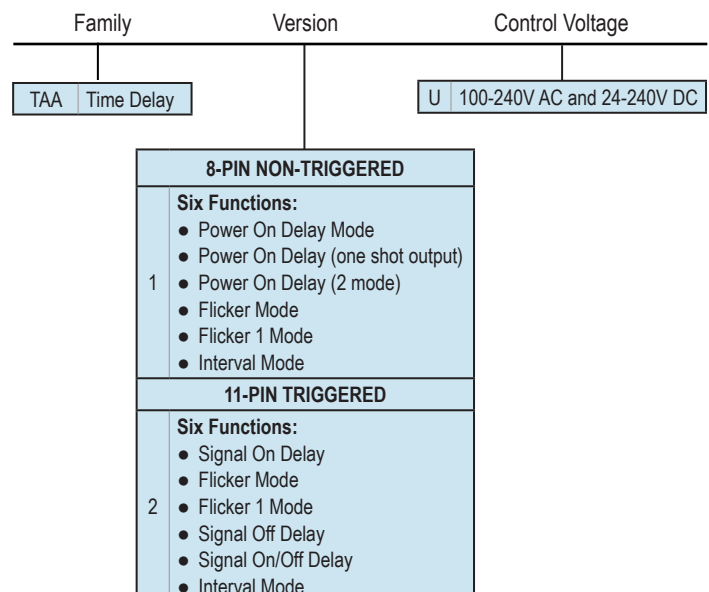 Family Version Control Voltage
TAA Time Delay
U 100-240V AC and 24-240V DC
8-PIN NON-TRIGGERED
Six Functions:
● Power On Delay Mode
● Power On Delay (one shot output)
1 ● Power On Delay (2 mode)
● Flicker Mode
● Flicker 1 Mode
● Interval Mode
11-PIN TRIGGERED
Six Functions:
● Signal On Delay
● Flicker Mode
2 ● Flicker 1 Mode
● Signal Off Delay
● Signal On/Off Delay
● Interval Mode